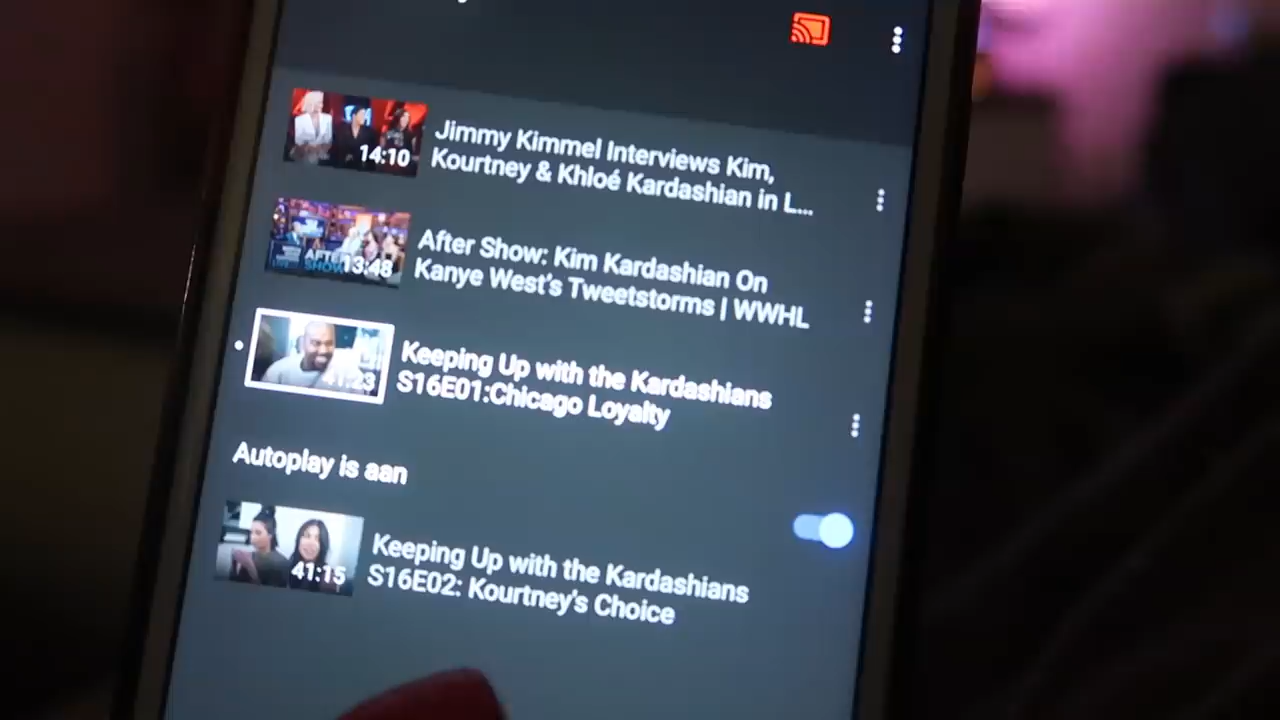 14:10
Jimmy Kimmel Interviews Kim,
Kourtney & Khloé Kardashian in L...
AFTER
SHOW
13:48
After Show: Kim Kardashian On
Kanye West's Tweetstorms | WWHL
41:23
Keeping Up with the Kardashians
S16E01:Chicago Loyalty
Autoplay is aan
41:15
Keeping Up with the Kardashians
S16E02: Kourtney's Choice